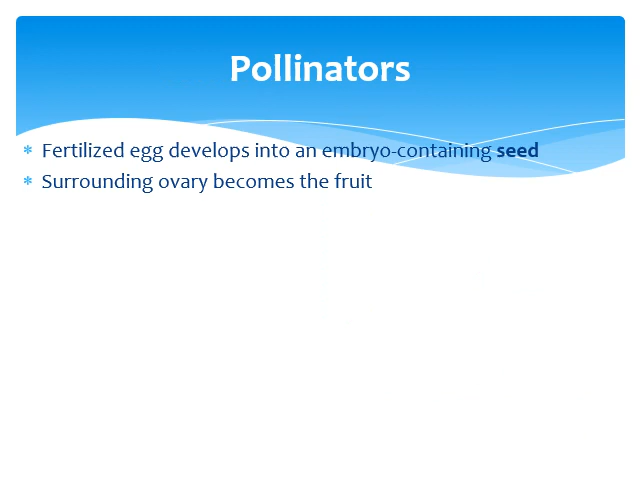 Pollinators
* Fertilized egg develops into an embryo-containing seed
* Surrounding ovary becomes the fruit